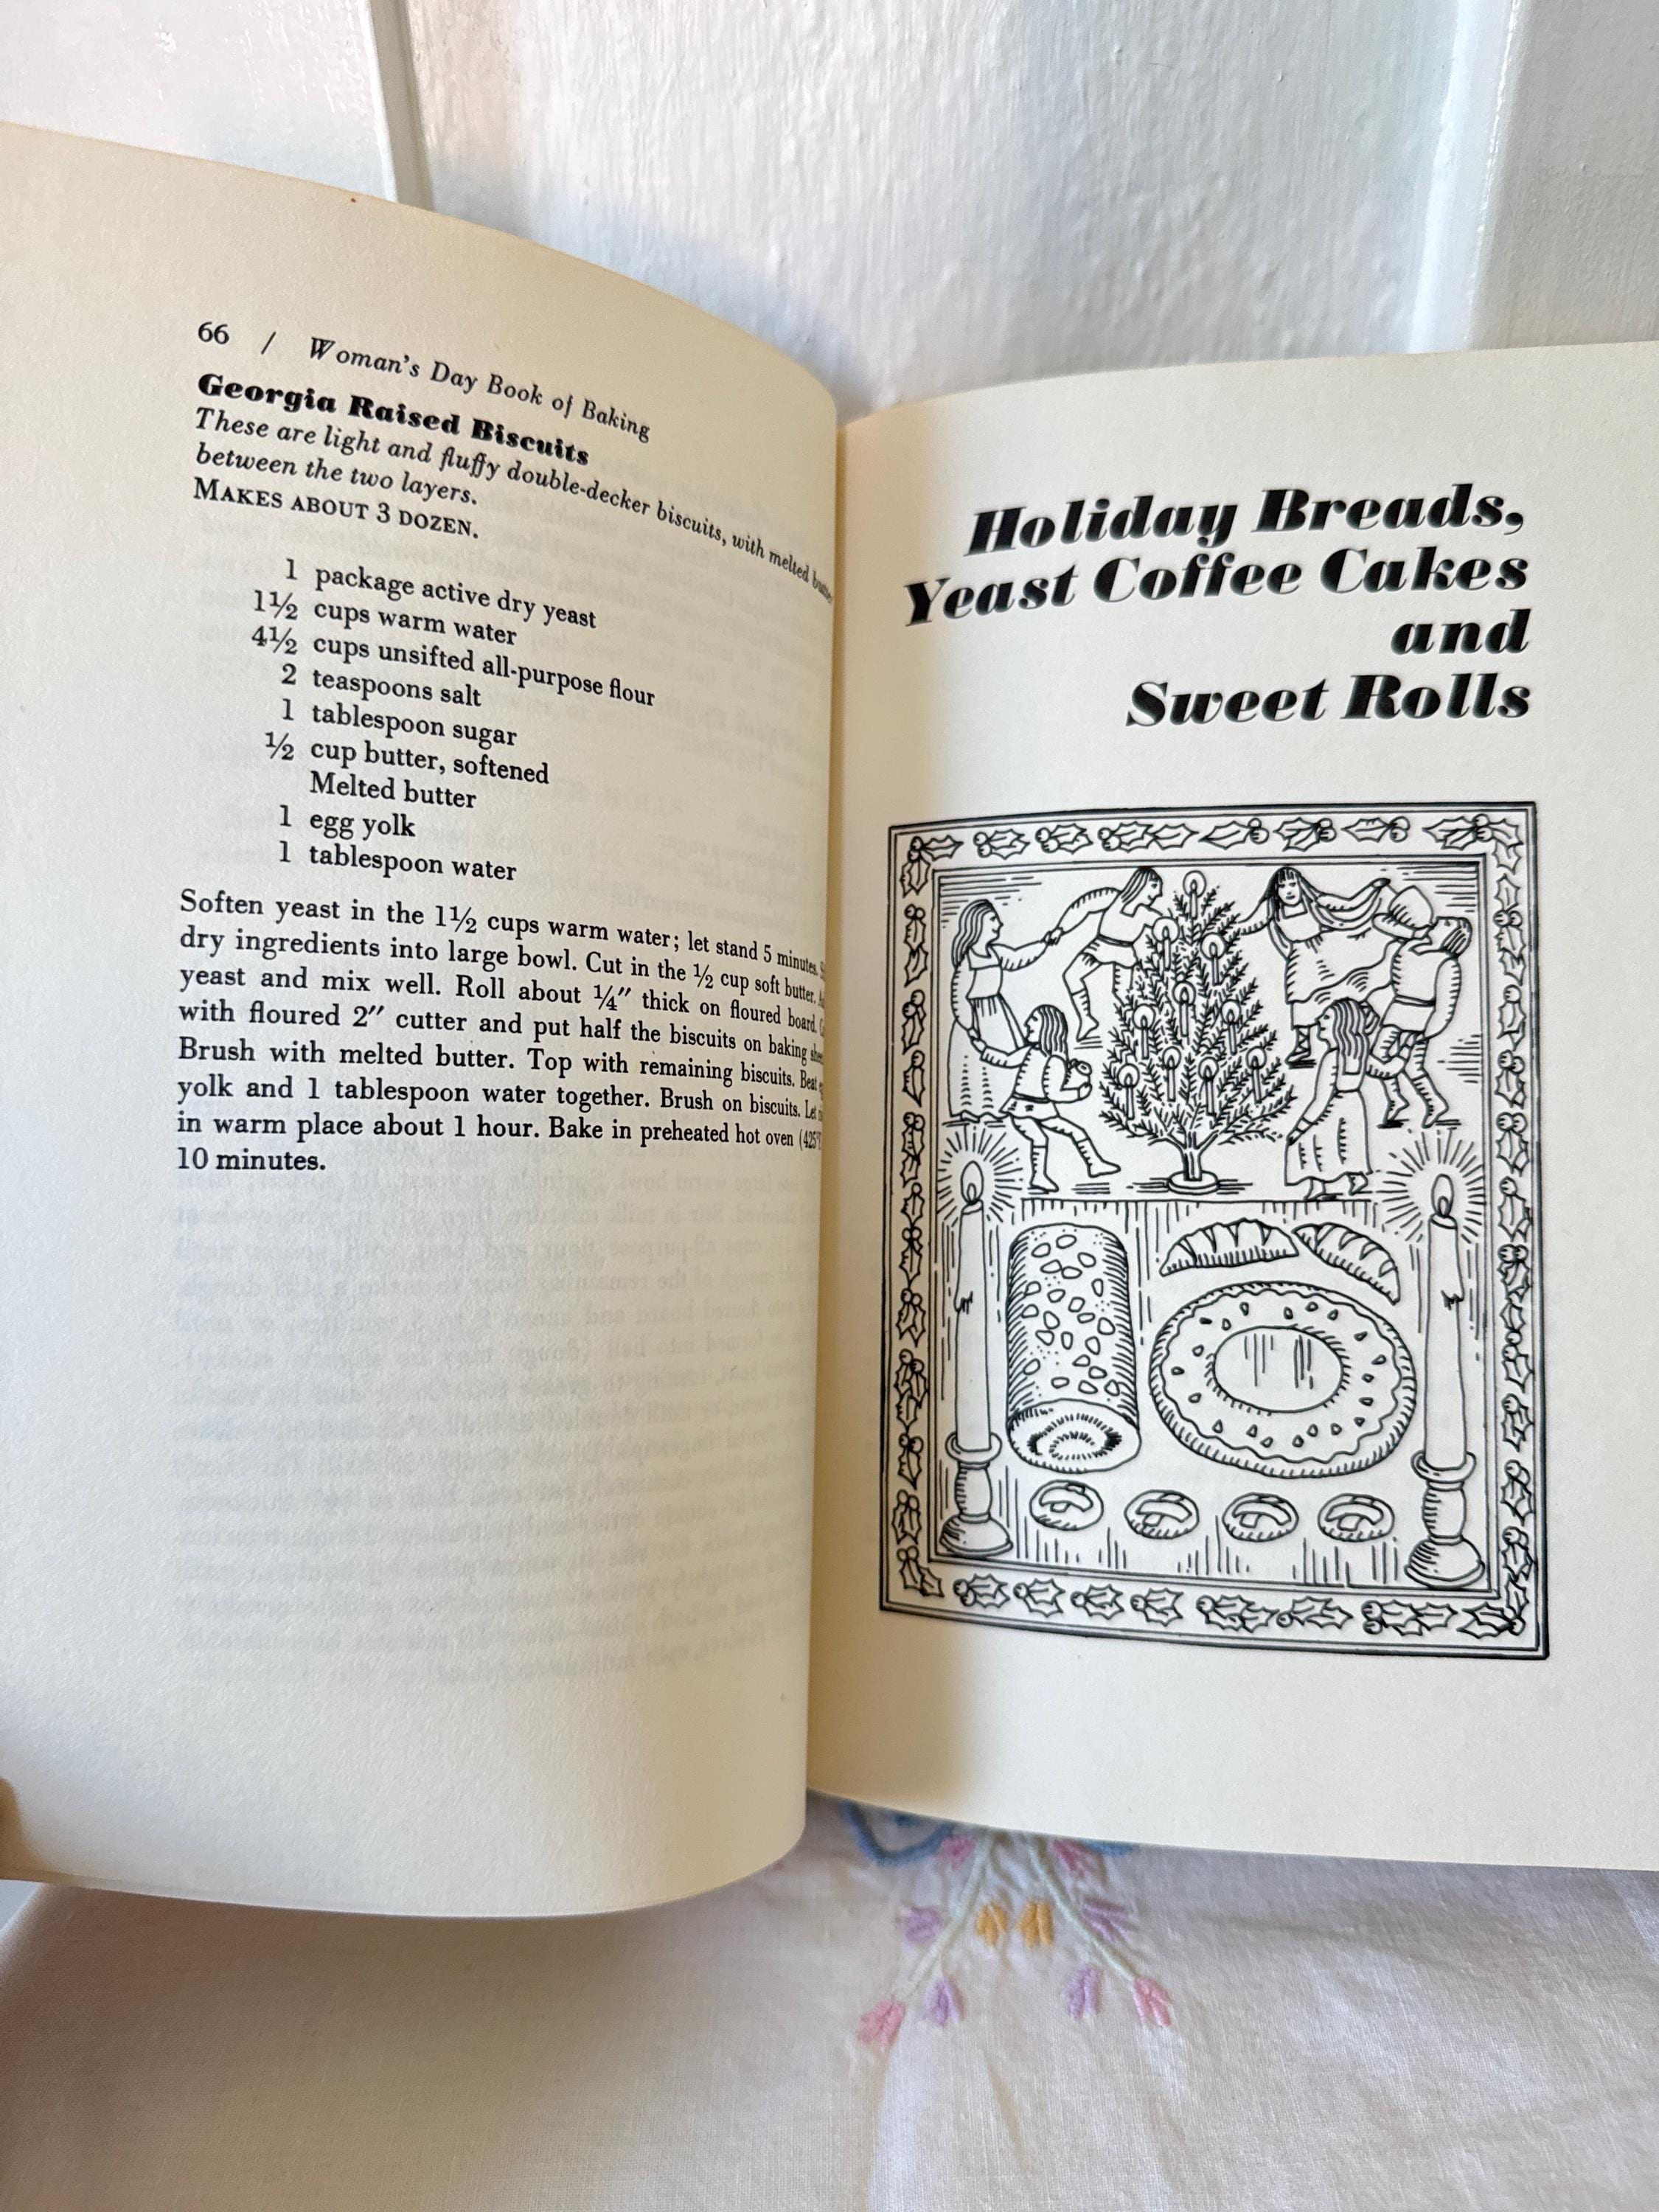 66 / Woman's Day Book of Baking
Georgia Raised Biscuits
These are light and fluffy double-decker biscuits, with melted butter
between the two layers.
MAKES ABOUT 3 DOZEN.
1 package active dry yeast
1½ cups warm water
4½ cups unsifted all-purpose flour
2 teaspoons salt
1 tablespoon sugar
½ cup butter, softened
Melted butter
1 egg yolk
1 tablespoon water
Soften yeast in the 1½ cups warm water; let stand 5 minutes.
dry ingredients into large bowl. Cut in the ½ cup soft butter.
yeast and mix well. Roll about ¼″ thick on floured board.
with floured 2″ cutter and put half the biscuits on baking
Brush with melted butter. Top with remaining biscuits. Beat
yolk and 1 tablespoon water together. Brush on biscuits. Let
in warm place about 1 hour. Bake in preheated hot oven (425°
10 minutes.
Holiday Breads,
Yeast Coffee Cakes
and
Sweet Rolls